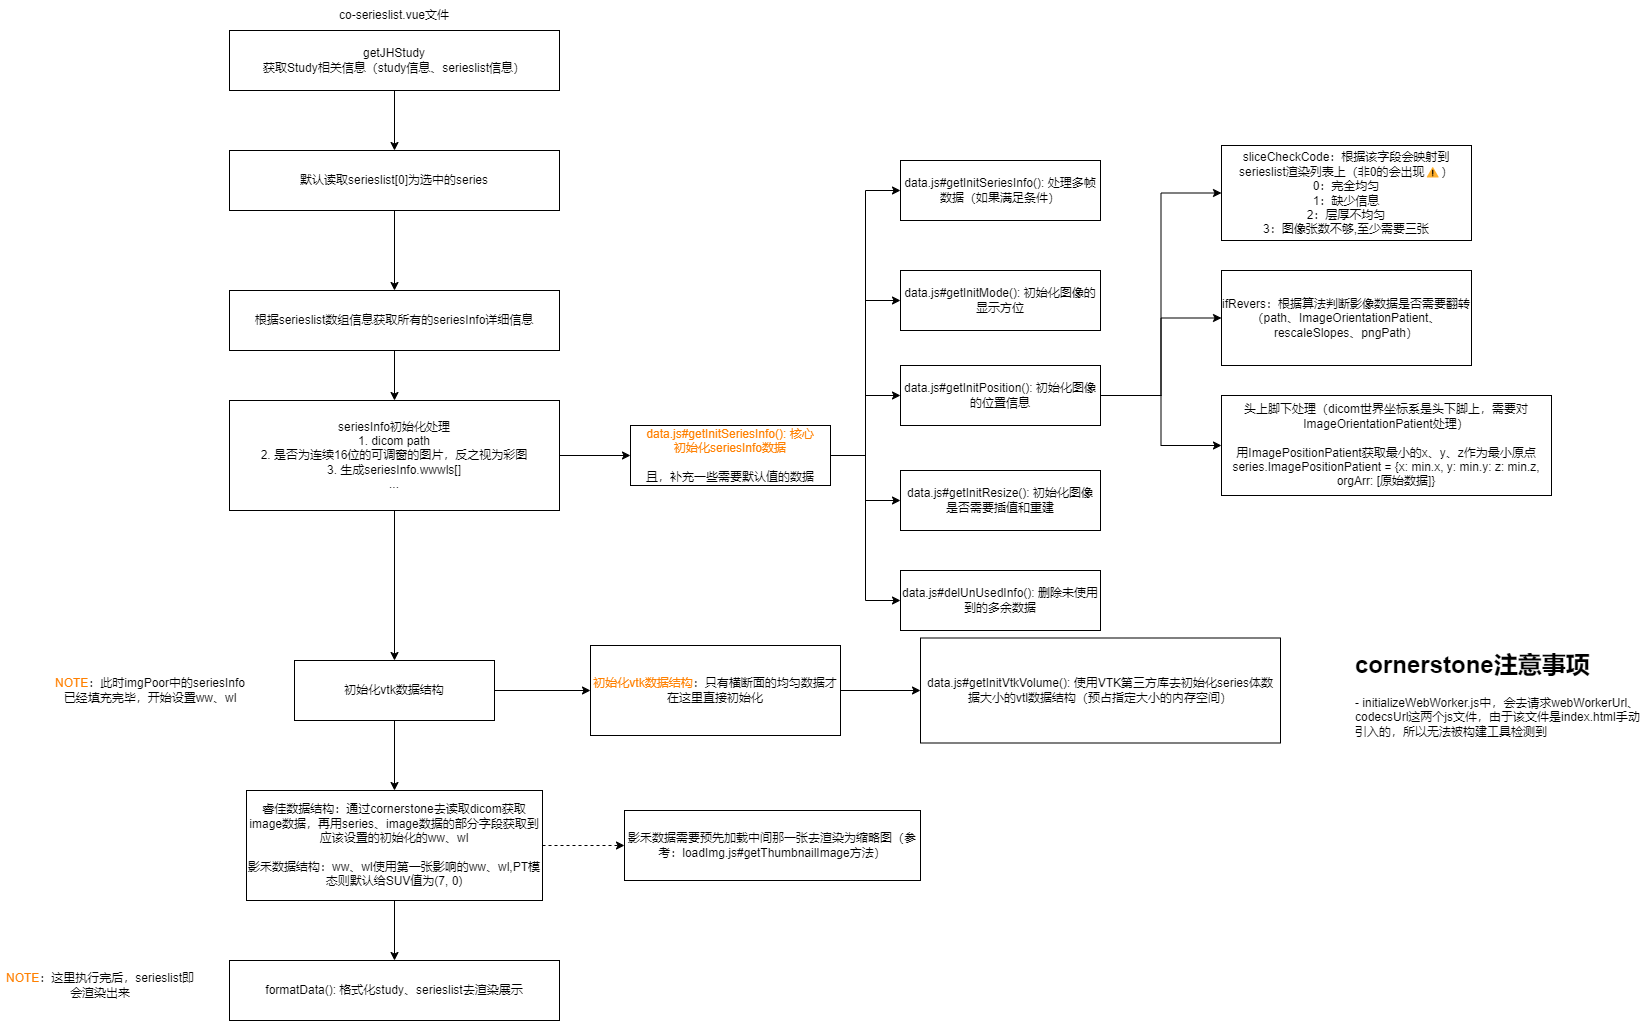 co-serieslist.vue文件
getJHStudy
获取Study相关信息（study信息、serieslist信息）
默认读取serieslist[0]为选中的series
根据serieslist数组信息获取所有的seriesInfo详细信息
seriesInfo初始化处理
1. dicom path
2. 是否为连续16位的可调窗的图片，反之视为彩图
3. 生成seriesInfo.wwwls[]
...
data.js#getInitSeriesInfo(): 核心
初始化seriesInfo数据
且，补充一些需要默认值的数据
data.js#getInitSeriesInfo(): 处理多帧
数据（如果满足条件）
data.js#getInitMode(): 初始化图像的
显示方位
data.js#getInitPosition(): 初始化图像
的位置信息
data.js#getInitResize(): 初始化图像
是否需要插值和重建
data.js#delUnUsedInfo(): 删除未使用
到的多余数据
sliceCheckCode：根据该字段会映射到
serieslist渲染列表上（非0的会出现⚠️）
0：完全均匀
1：缺少信息
2：层厚不均匀
3：图像张数不够,至少需要三张
ifRevers：根据算法判断影像数据是否需要翻转
（path、ImageOrientationPatient、
rescaleSlopes、pngPath）
头上脚下处理（dicom世界坐标系是头下脚上，需要对
ImageOrientationPatient处理）
用ImagePositionPatient获取最小的x、y、z作为最小原点
series.ImagePositionPatient = {x: min.x, y: min.y: z: min.z,
orgArr: [原始数据]}
NOTE：此时imgPoor中的seriesInfo
已经填充完毕，开始设置ww、wl
初始化vtk数据结构
初始化vtk数据结构：只有横断面的均匀数据才
在这里直接初始化
data.js#getInitVtkVolume(): 使用VTK第三方库去初始化series体数
据大小的vtl数据结构（预占指定大小的内存空间）
cornerstone注意事项
- initializeWebWorker.js中，会去请求webWorkerUrl、
codecsUrl这两个js文件，由于该文件是index.html手动
引入的，所以无法被构建工具检测到
睿佳数据结构：通过cornerstone去读取dicom获取
image数据，再用series、image数据的部分字段获取到
应该设置的初始化的ww、wl
影禾数据结构：ww、wl使用第一张影响的ww、wl,PT模
态则默认给SUV值为(7, 0)
影禾数据需要预先加载中间那一张去渲染为缩略图（参
考：loadImg.js#getThumbnailImage方法）
NOTE：这里执行完后，serieslist即
会渲染出来
formatData(): 格式化study、serieslist去渲染展示